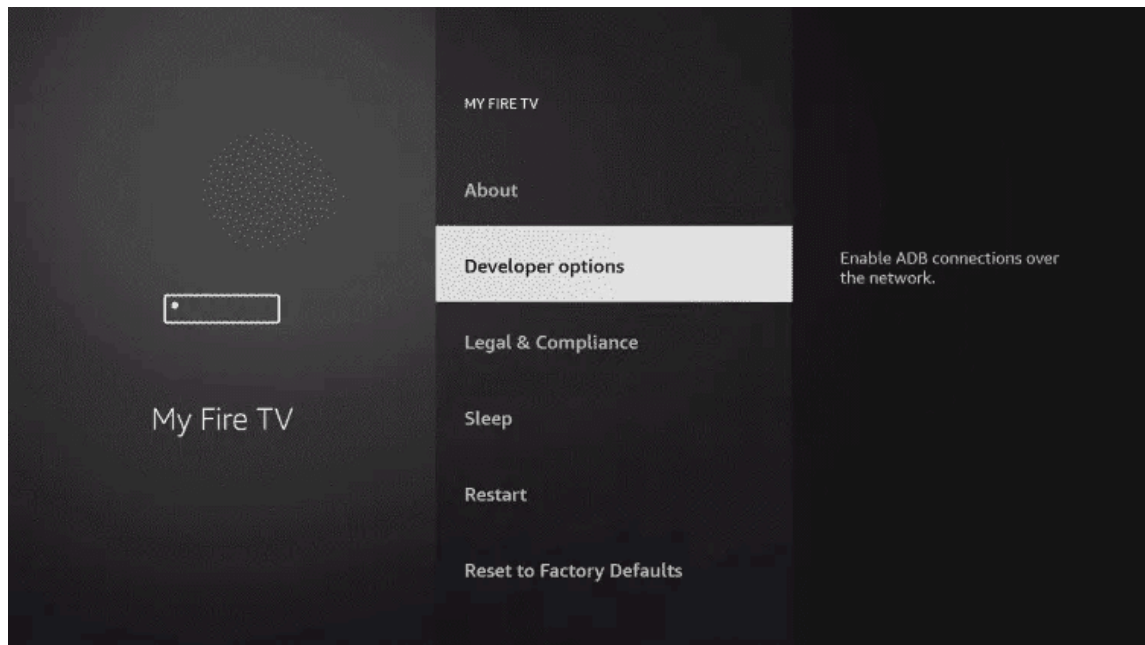 My Fire TV
MY FIRE TV
About
Developer options
Legal & Compliance
Sleep
Restart
Reset to Factory Defaults
Enable ADB connections over
the network.